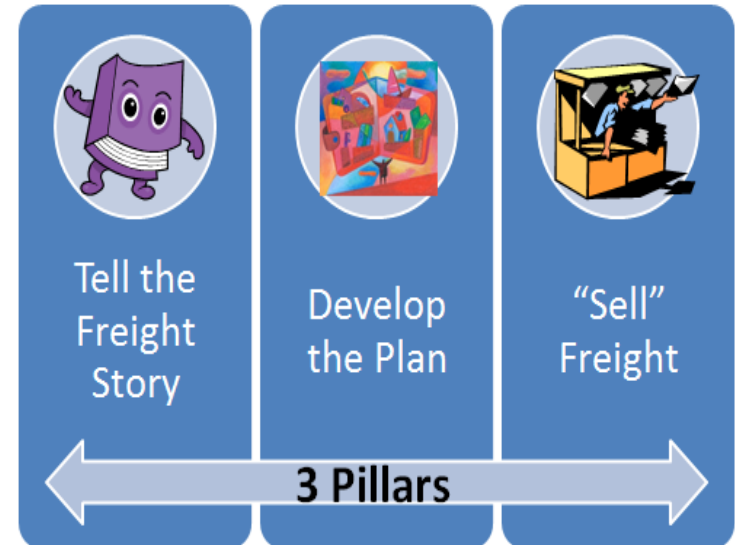 Tell the
Freight
Story
Develop
the Plan
“Sell”
Freight
3 Pillars